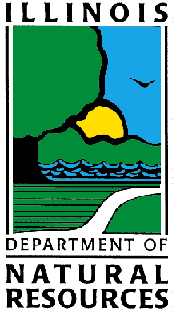 ILLINOIS
DEPARTMENT OF
NATURAL
RESOURCES